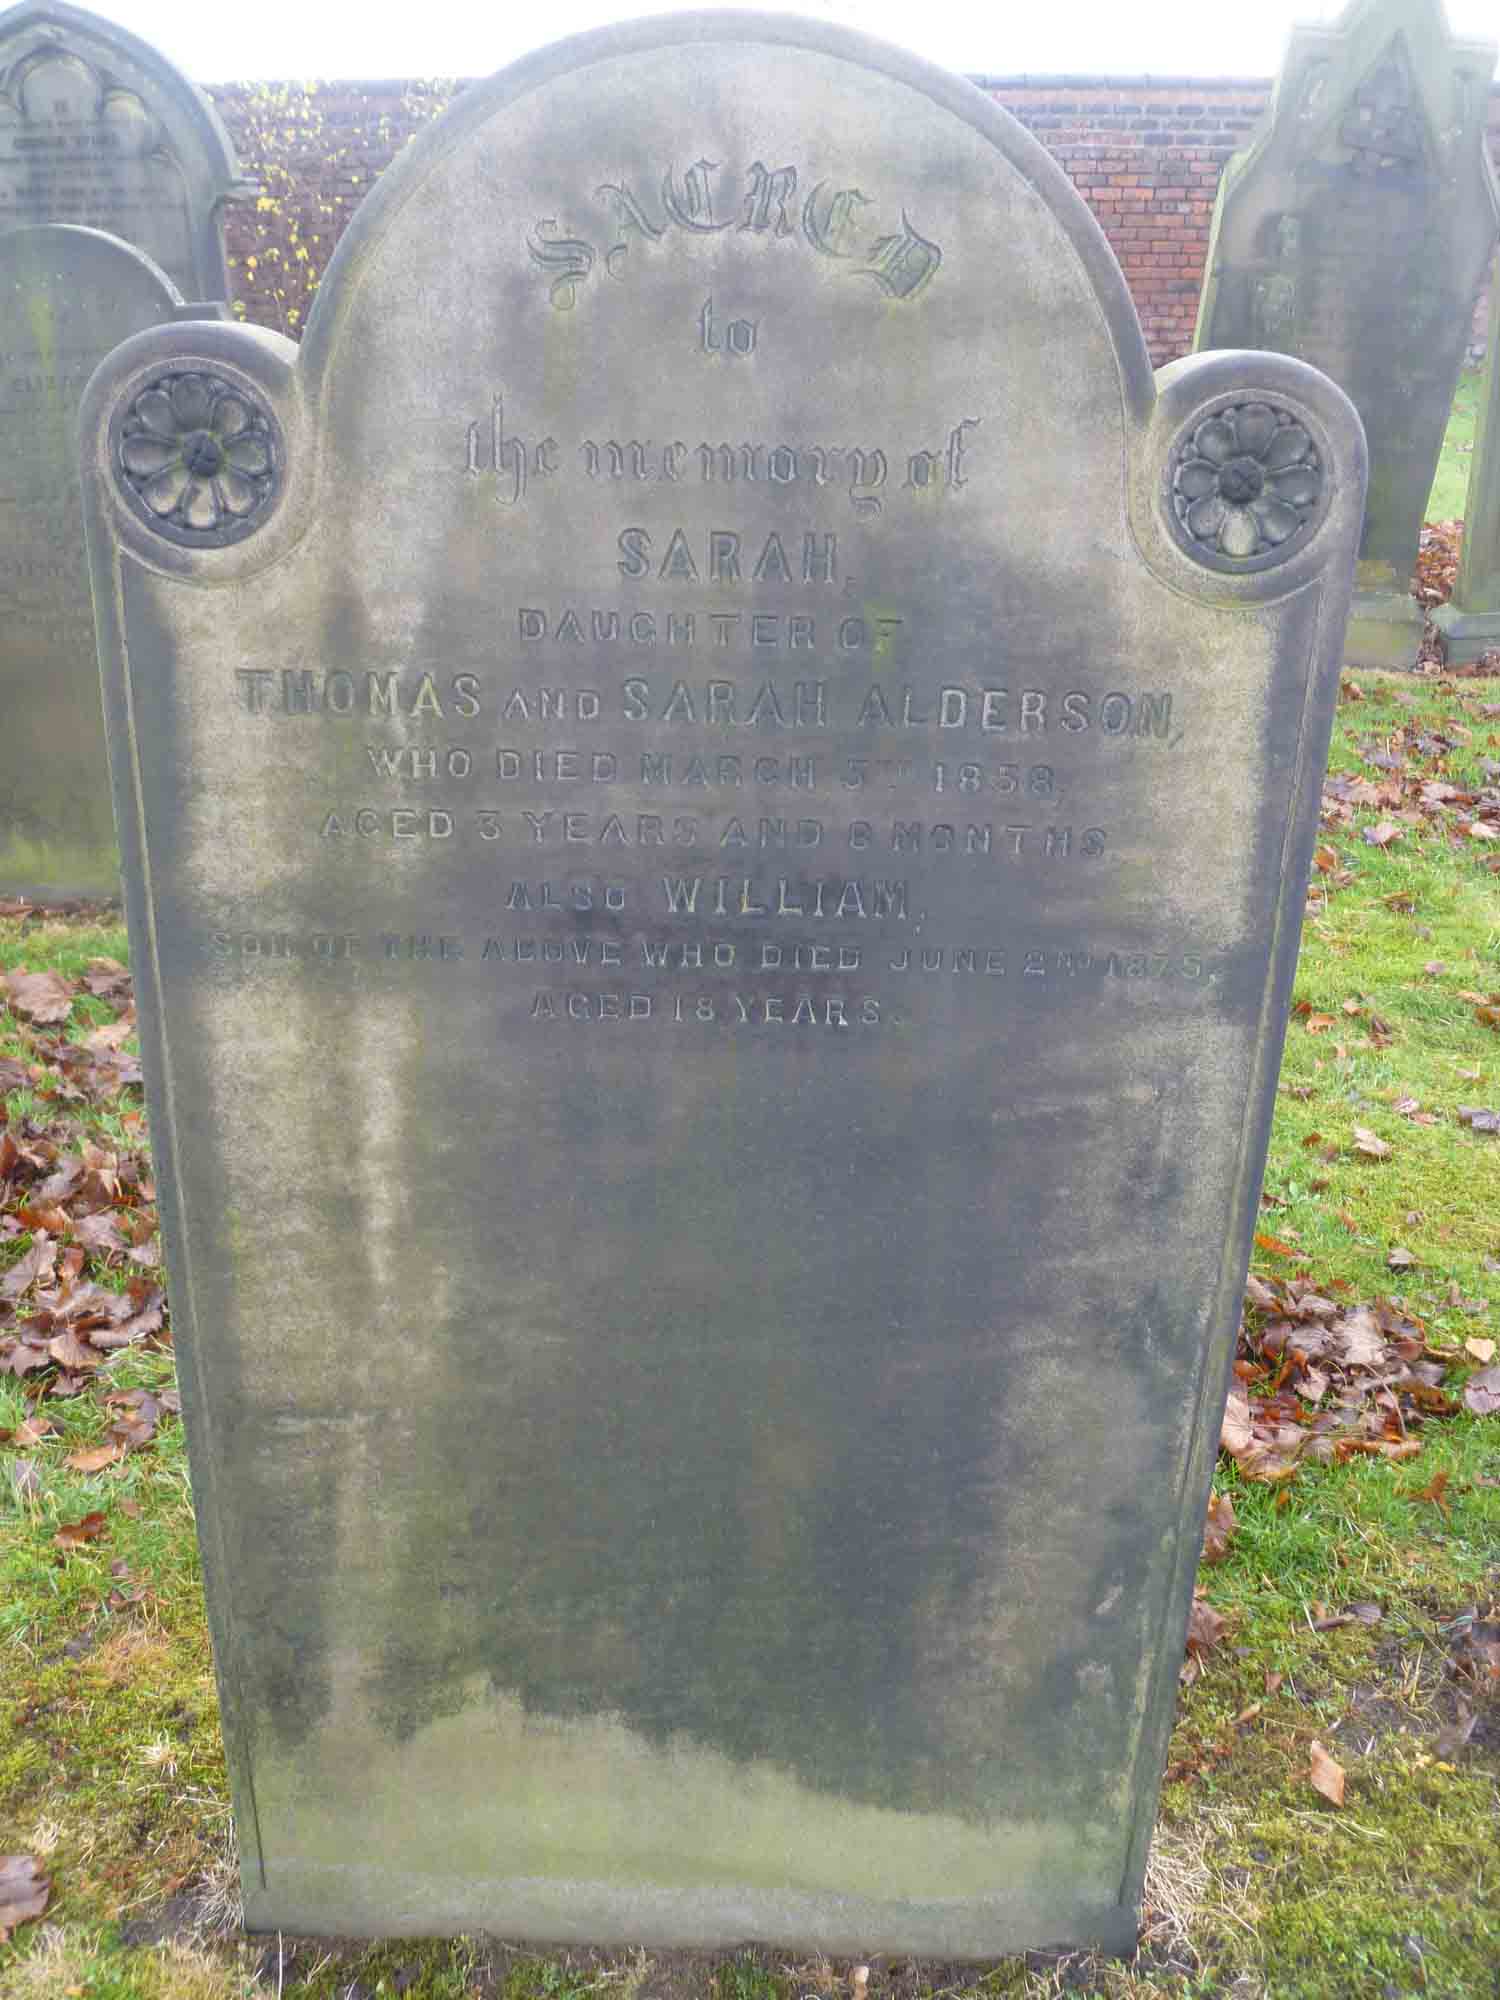 SACRED
to
the memory of
SARAH,
DAUGHTER OF
THOMAS AND SARAH ALDERSON,
WHO DIED MARCH 5TH 1858,
AGED 3 YEARS AND 8 MONTHS
ALSO WILLIAM,
SON OF THE ABOVE WHO DIED JUNE 2ND 1875,
AGED 18 YEARS.